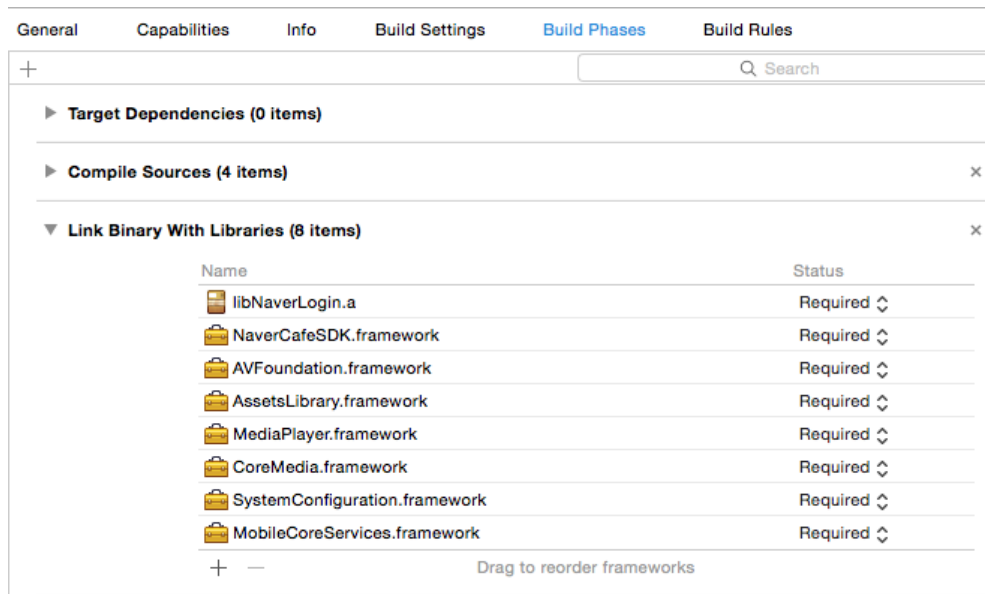 General Capabilities Info Build Settings Build Phases Build Rules
+ Search
Target Dependencies (0 items)
Compile Sources (4 items) ×
Link Binary With Libraries (8 items) ×
Name Status
libNaverLogin.a Required
NaverCafeSDK.framework Required
AVFoundation.framework Required
AssetsLibrary.framework Required
MediaPlayer.framework Required
CoreMedia.framework Required
SystemConfiguration.framework Required
MobileCoreServices.framework Required
+ — Drag to reorder frameworks